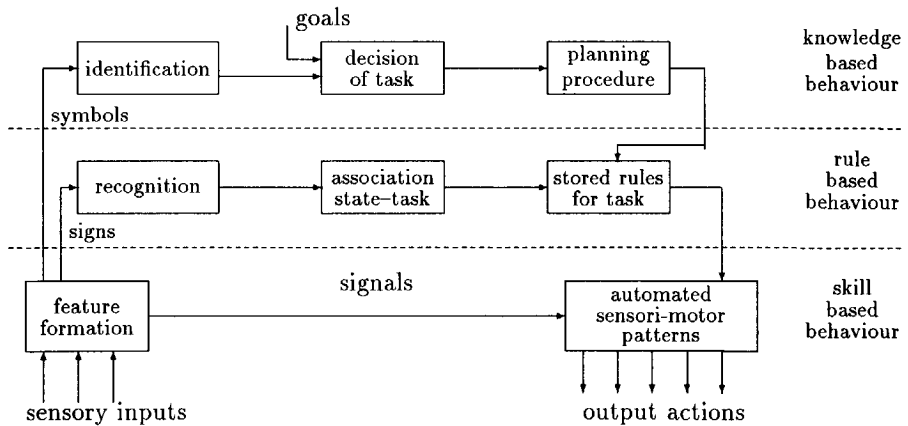 goals
identification
decision
of task
planning
procedure
knowledge
based
behaviour
symbols
recognition
association
state–task
stored rules
for task
rule
based
behaviour
signs
signals
feature
formation
automated
sensori-motor
patterns
skill
based
behaviour
sensory inputs
output actions